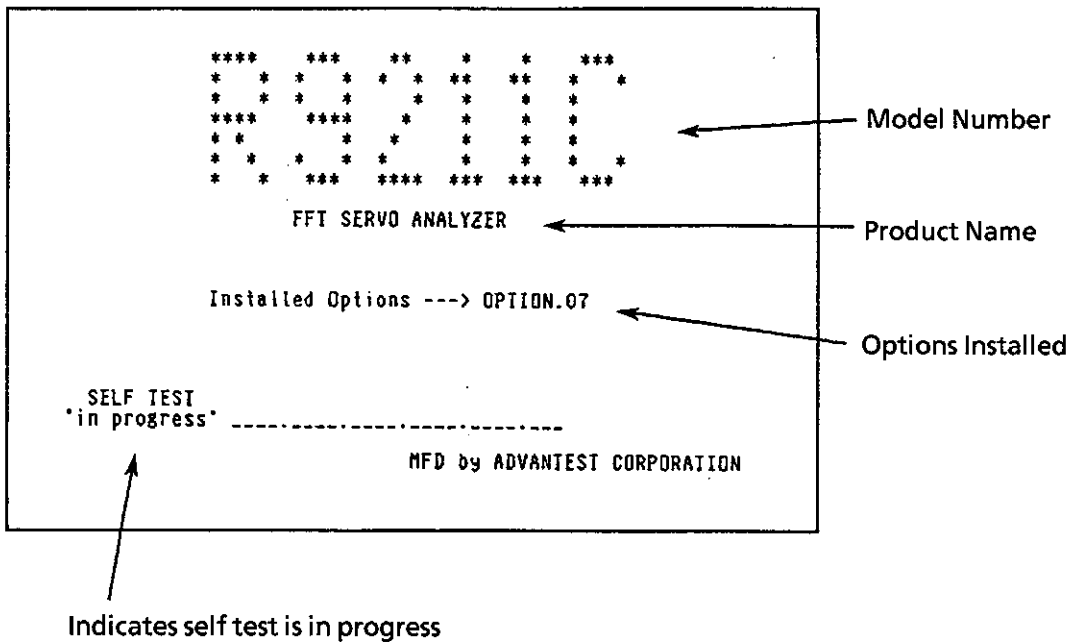 R9211C
Model Number
FFT SERVO ANALYZER
Product Name
Installed Options ---> OPTION.07
Options Installed
SELF TEST
"in progress" ----.----.----.----.----.---
MFD by ADVANTEST CORPORATION
Indicates self test is in progress